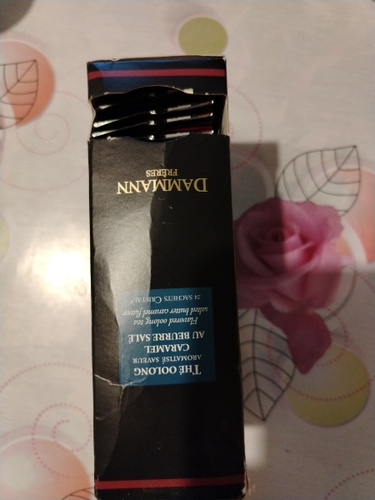 DAMMANN
FRÈRES
THÉ OOLONG
AROMATISÉ SAVEUR
CARAMEL
AU BEURRE SALÉ
Flavored oolong tea
salted butter caramel flavor
24 SACHETS CRISTAL®